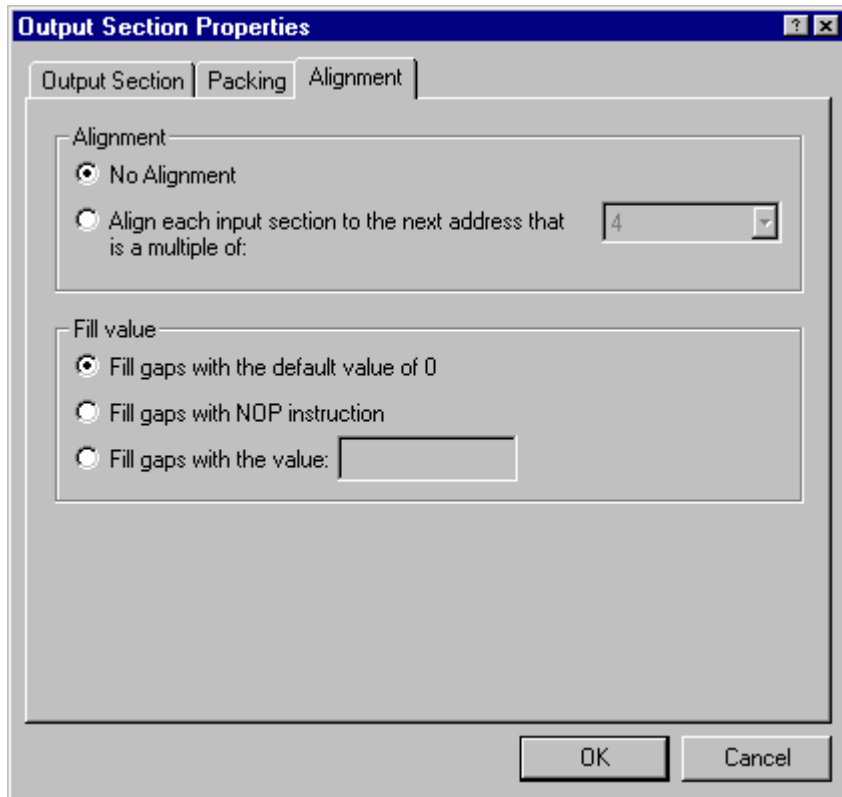 Output Section Properties
Output Section Packing Alignment
Alignment
No Alignment
Align each input section to the next address that
is a multiple of:
4
Fill value
Fill gaps with the default value of 0
Fill gaps with NOP instruction
Fill gaps with the value:
OK Cancel